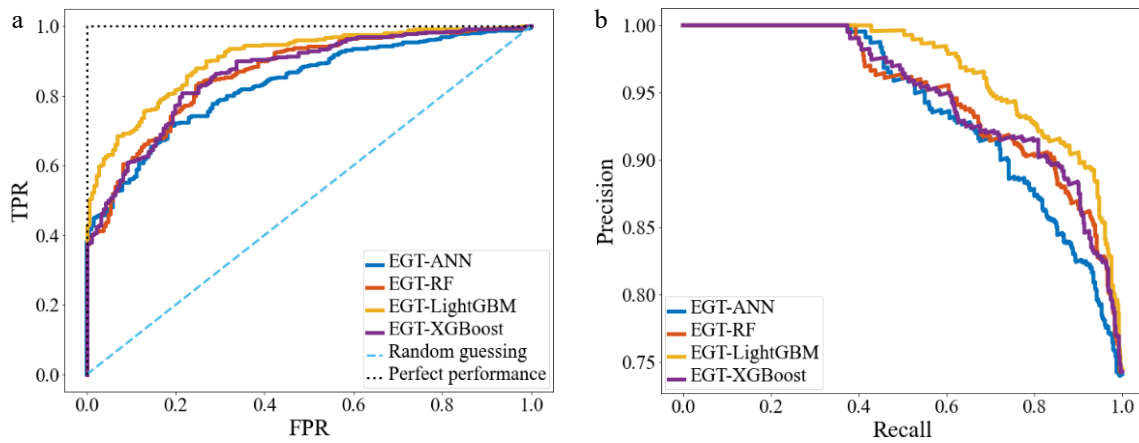 a
1.0
0.8
0.6
0.4
0.2
0.0
TPR
0.0 0.2 0.4 0.6 0.8 1.0
FPR
EGT-ANN
EGT-RF
EGT-LightGBM
EGT-XGBoost
Random guessing
Perfect performance
b
1.00
0.95
0.90
0.85
0.80
0.75
Precision
0.0 0.2 0.4 0.6 0.8 1.0
Recall
EGT-ANN
EGT-RF
EGT-LightGBM
EGT-XGBoost